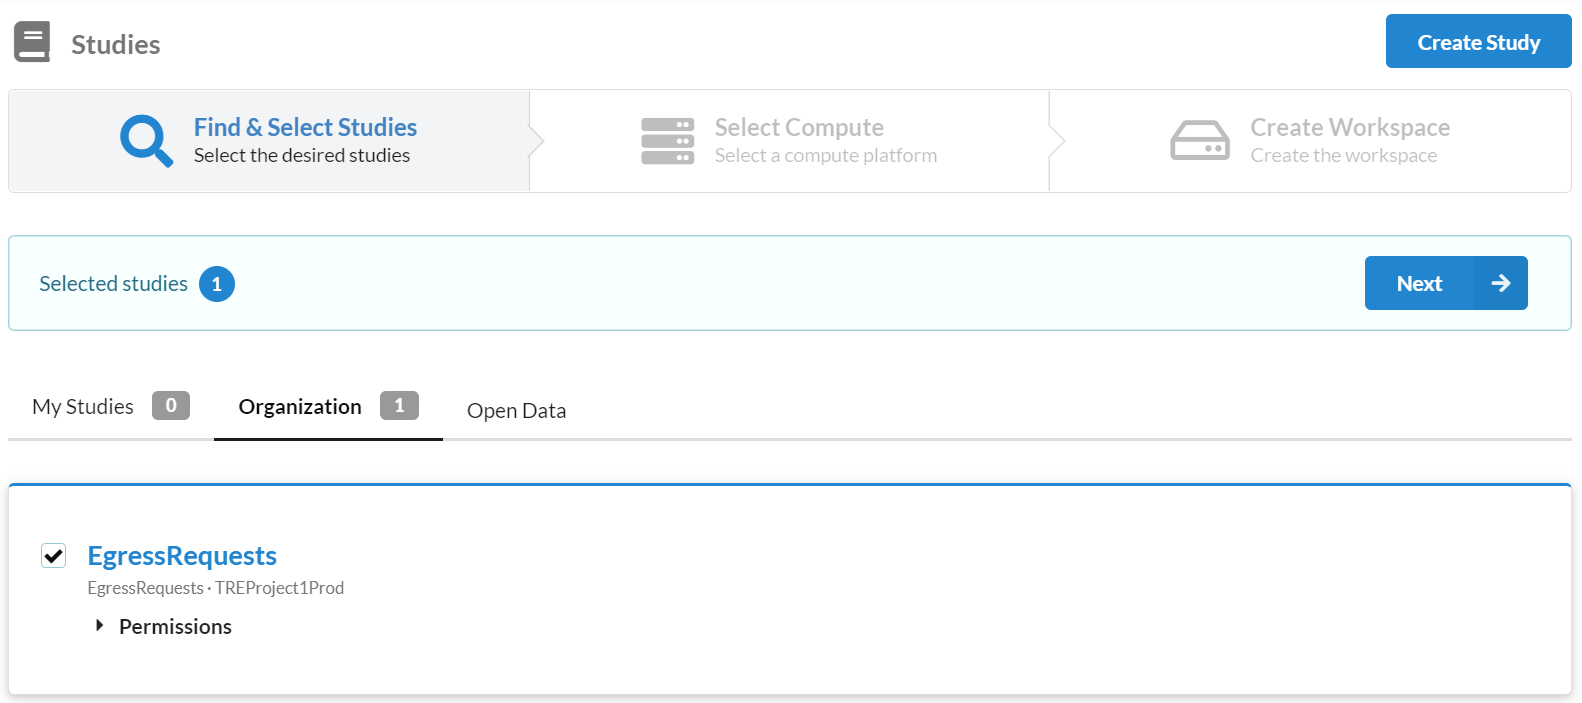 Studies
Create Study
Find & Select Studies
Select the desired studies
Select Compute
Select a compute platform
Create Workspace
Create the workspace
Selected studies 1
Next
My Studies 0
Organization 1
Open Data
EgressRequests
EgressRequests · TREProject1Prod
Permissions